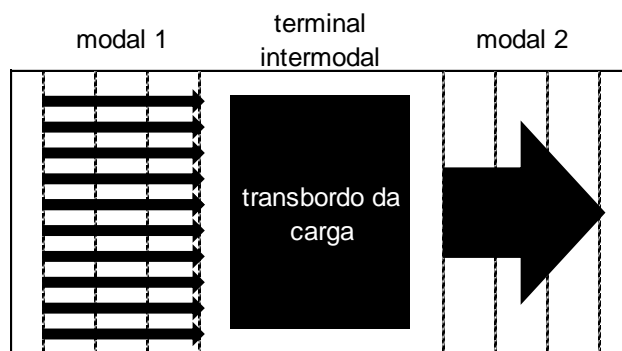 modal 1
terminal
intermodal
modal 2
transbordo da
carga